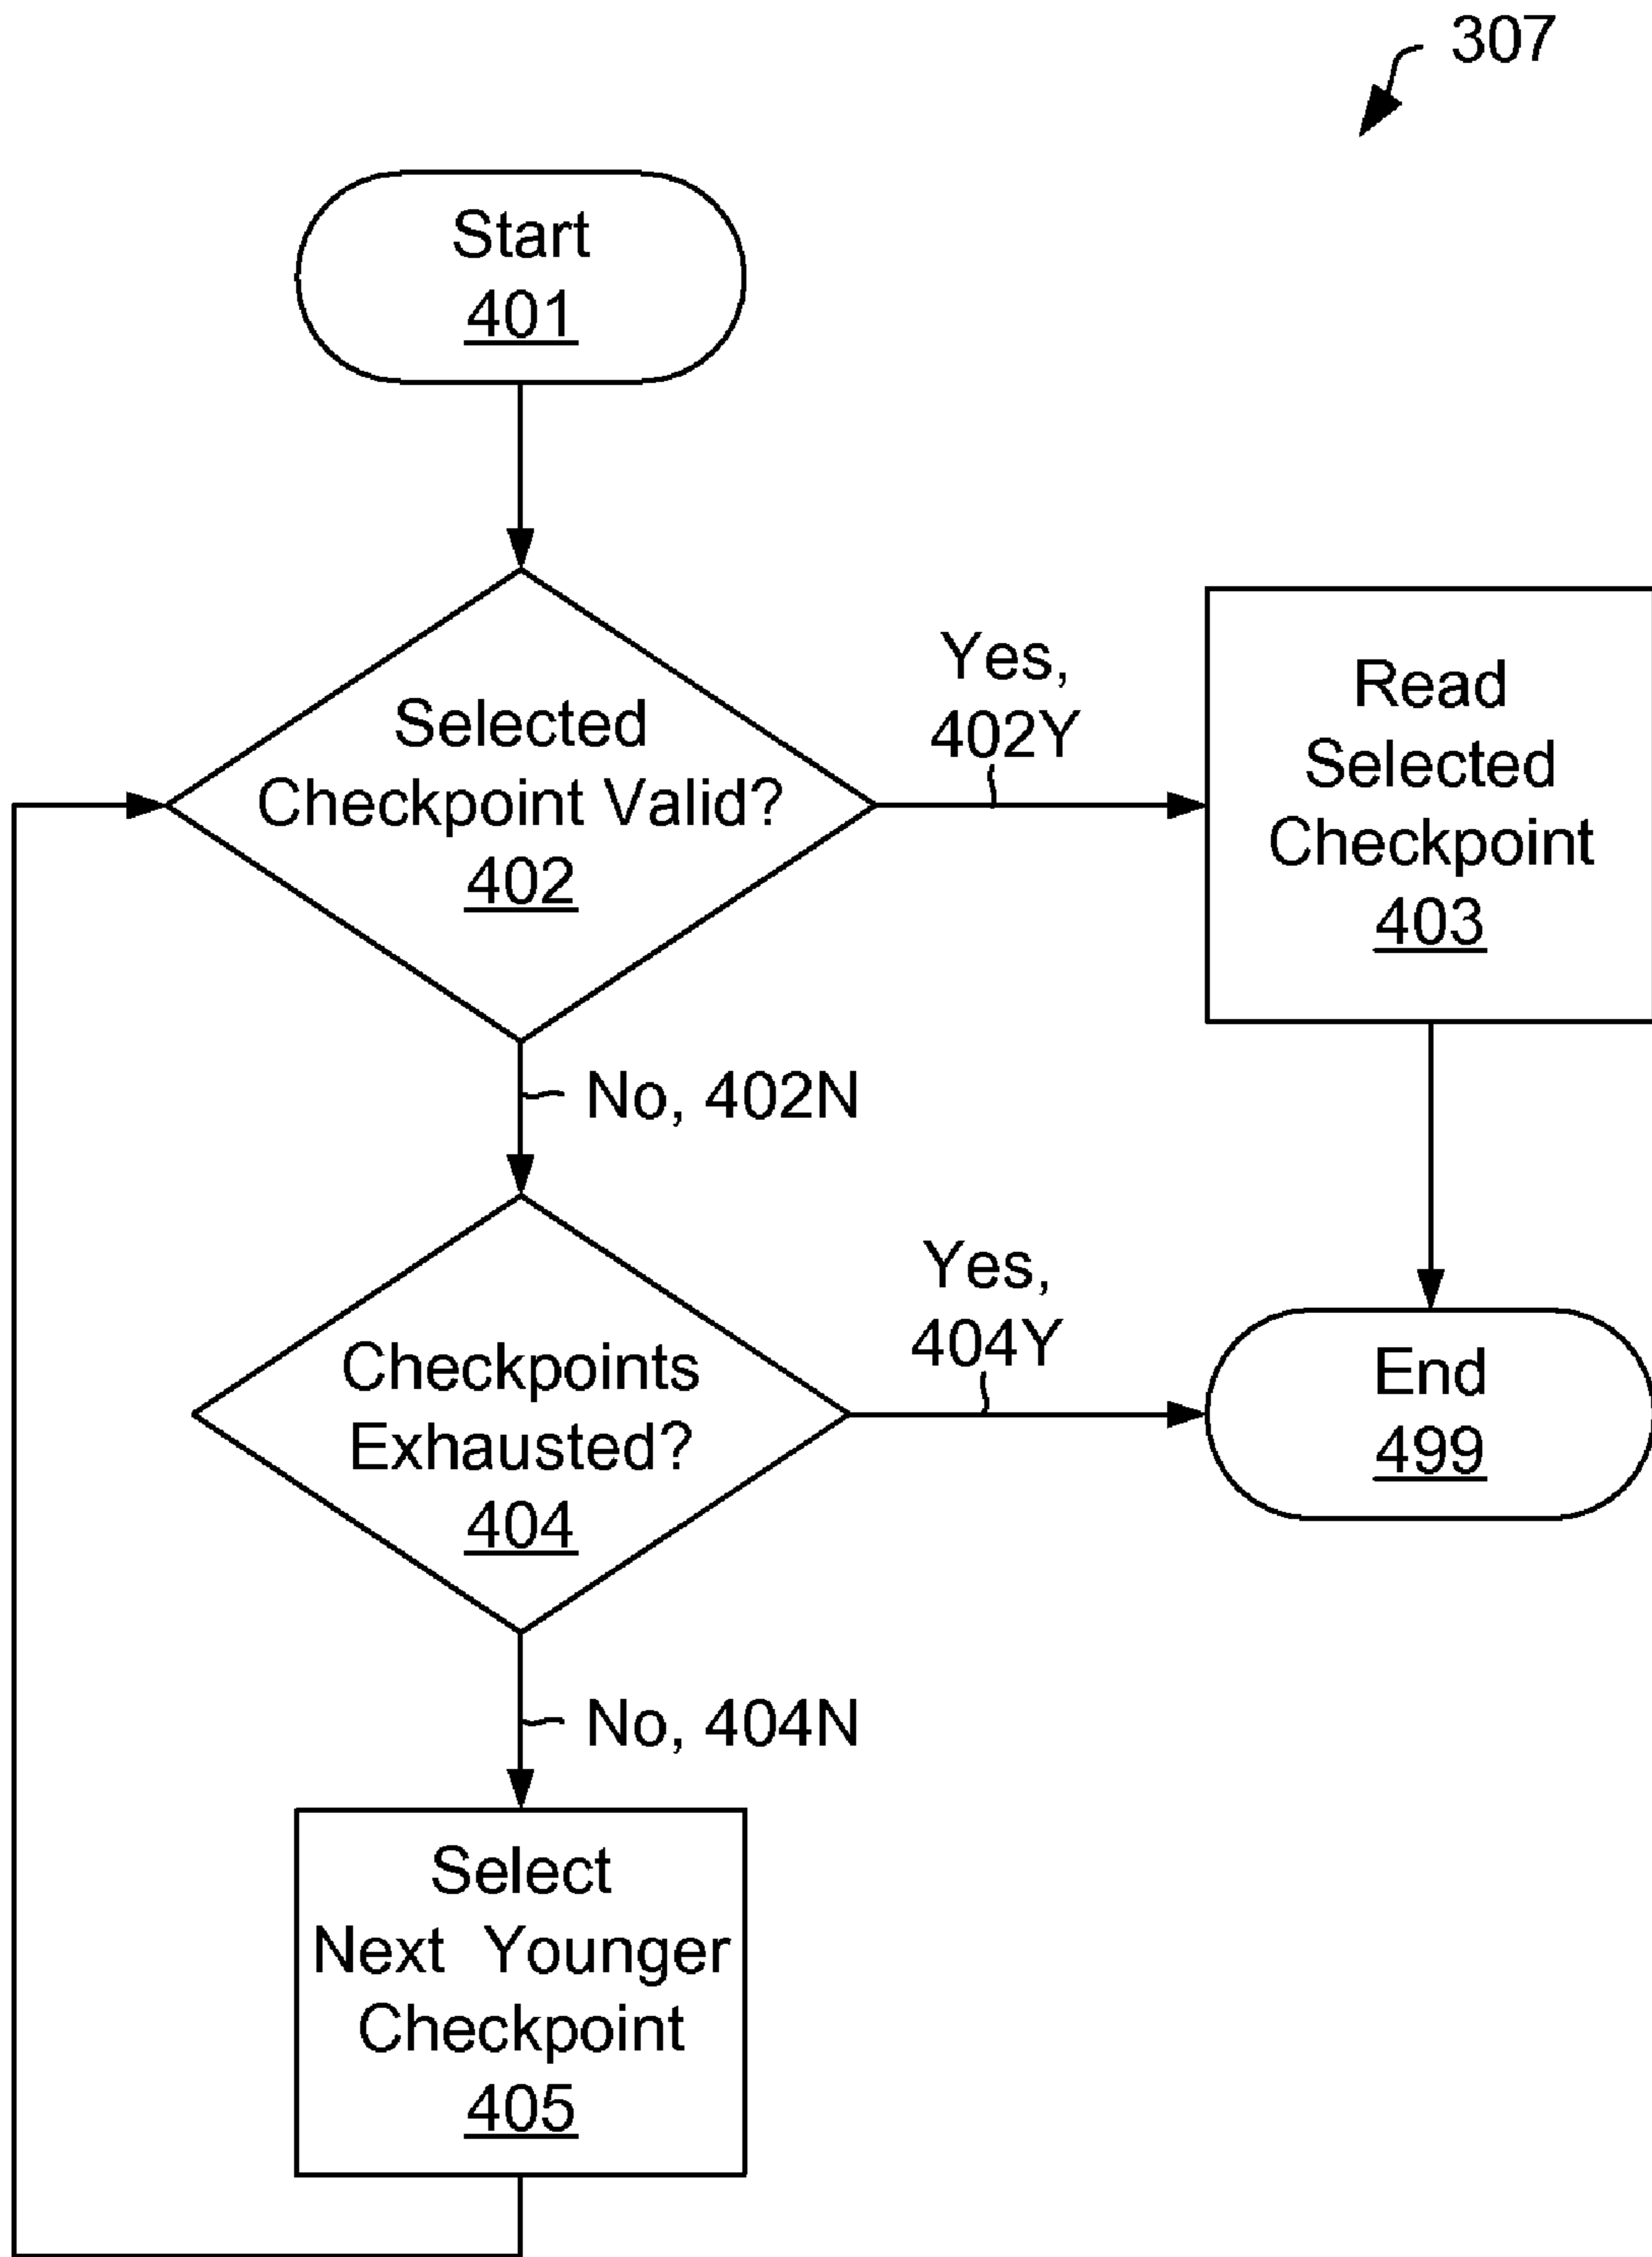 307
Start
401
Selected
Checkpoint Valid?
402
Yes,
402Y
Read
Selected
Checkpoint
403
No, 402N
Checkpoints
Exhausted?
404
Yes,
404Y
End
499
No, 404N
Select
Next Younger
Checkpoint
405